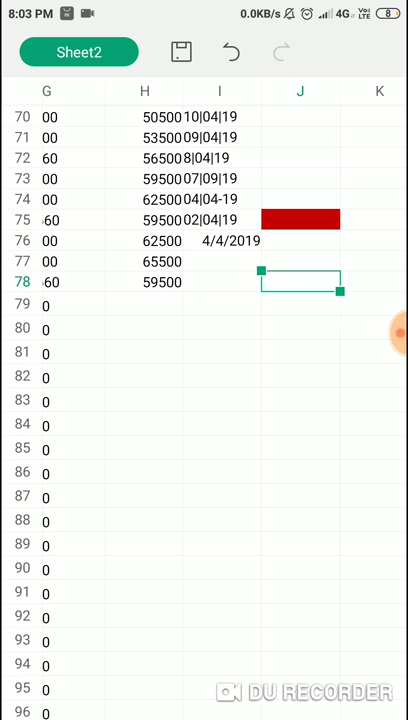 8:03 PM 0.0KB/s 4G Vo LTE 8
Sheet2
G H I J K
70 00 50500 10|04|19
71 00 53500 09|04|19
72 60 56500 8|04|19
73 00 59500 07|09|19
74 00 62500 04|04-19
75 60 59500 02|04|19
76 00 62500 4/4/2019
77 00 65500
78 60 59500
79 0
80 0
81 0
82 0
83 0
84 0
85 0
86 0
87 0
88 0
89 0
90 0
91 0
92 0
93 0
94 0
95 0
96 0
DU RECORDER